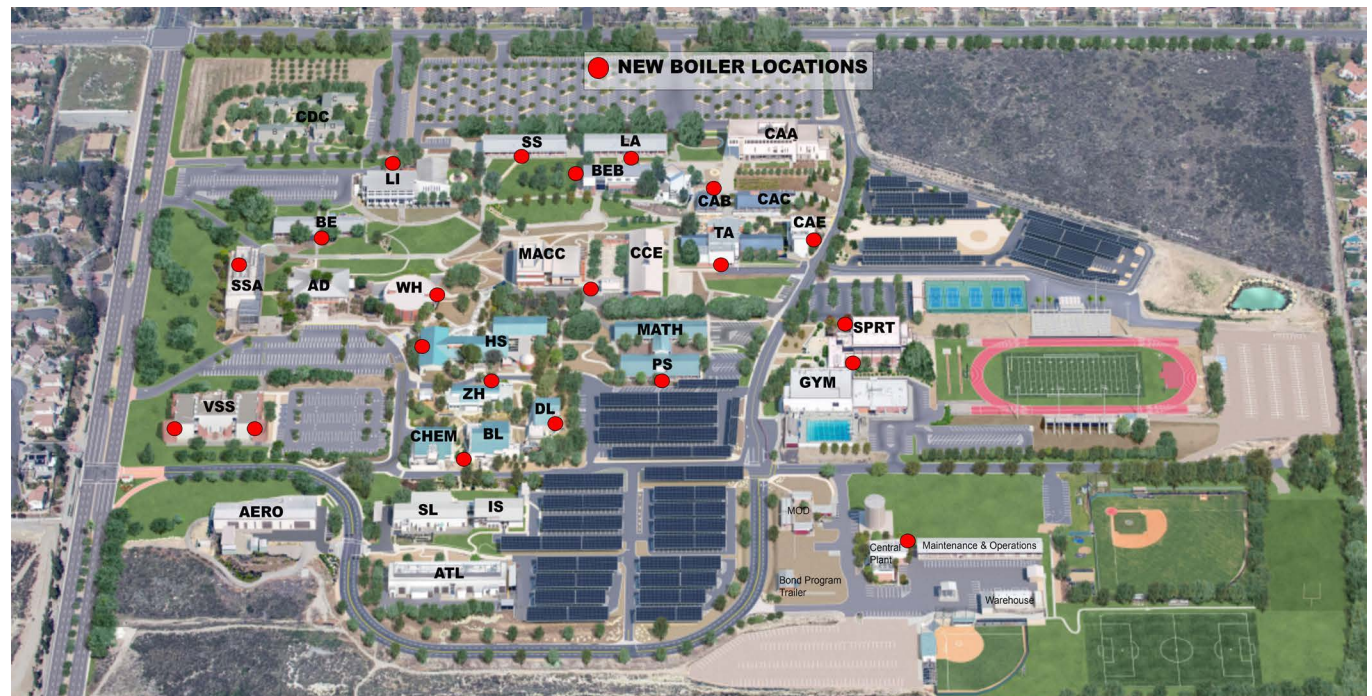 NEW BOILER LOCATIONS
CDC
SS
LA
CAA
LI
BEB
CAB
CAC
BE
TA
CAE
MACC
CCE
SSA
AD
WH
HS
MATH
SPRT
PS
GYM
ZH
VSS
DL
CHEM
BL
AERO
SL
IS
MOD
Central
Plant
Maintenance & Operations
ATL
Bond Program
Trailer
Warehouse